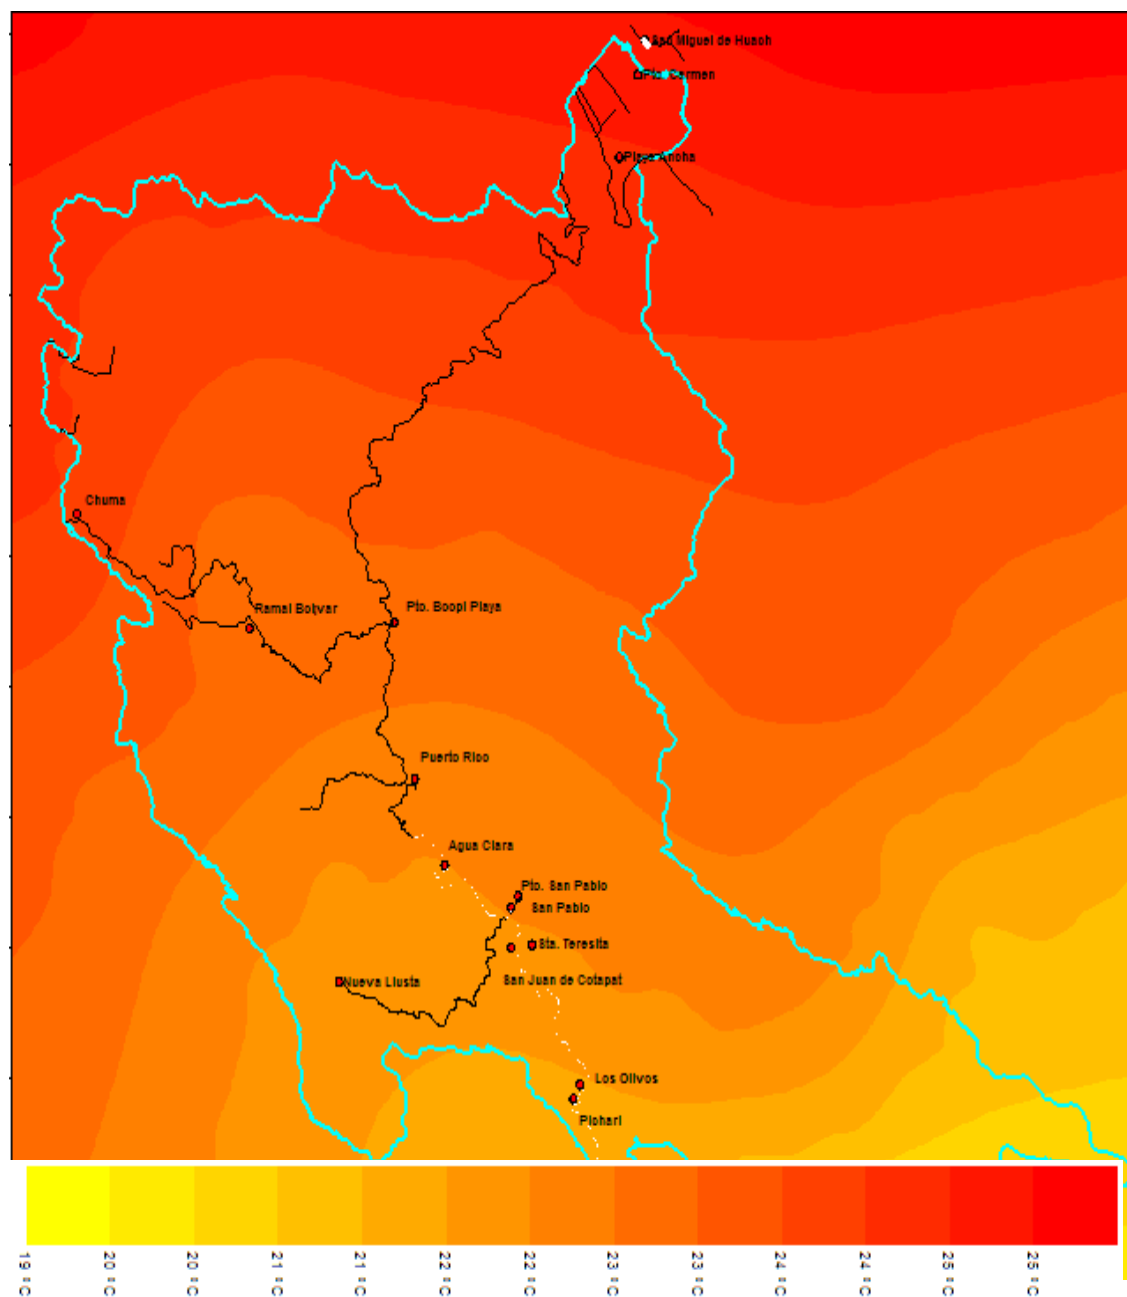 San Miguel de Huach
Pto. Carmen
Playa Ancha
Chuma
Ramal Bolívar
Pto. Boopi Playa
Puerto Rico
Agua Clara
Pto. San Pablo
San Pablo
Sta. Teresita
San Juan de Cotapat
Nueva Llusta
Los Olivos
Pichari
19°C
20°C
20°C
21°C
21°C
22°C
22°C
23°C
23°C
24°C
24°C
25°C
25°C